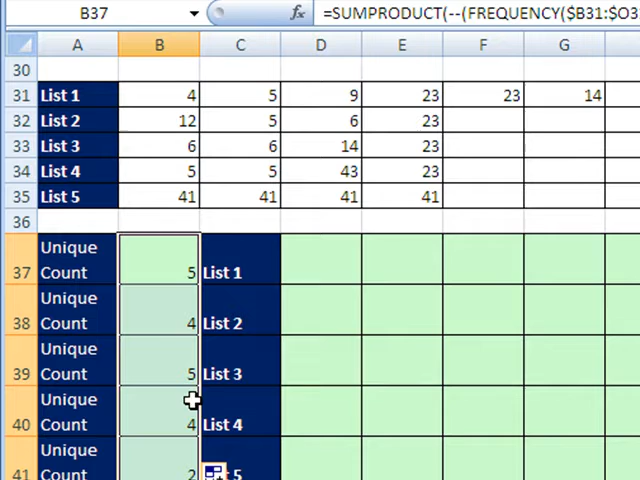 B37 fx =SUMPRODUCT(--(FREQUENCY($B31:$O3
A B C D E F G
30
31 List 1 4 5 9 23 23 14
32 List 2 12 5 6 23
33 List 3 6 6 14 23
34 List 4 5 5 43 23
35 List 5 41 41 41 41
36
Unique
37 Count 5 List 1
Unique
38 Count 4 List 2
Unique
39 Count 5 List 3
Unique
40 Count 4 List 4
Unique
41 Count 2 5